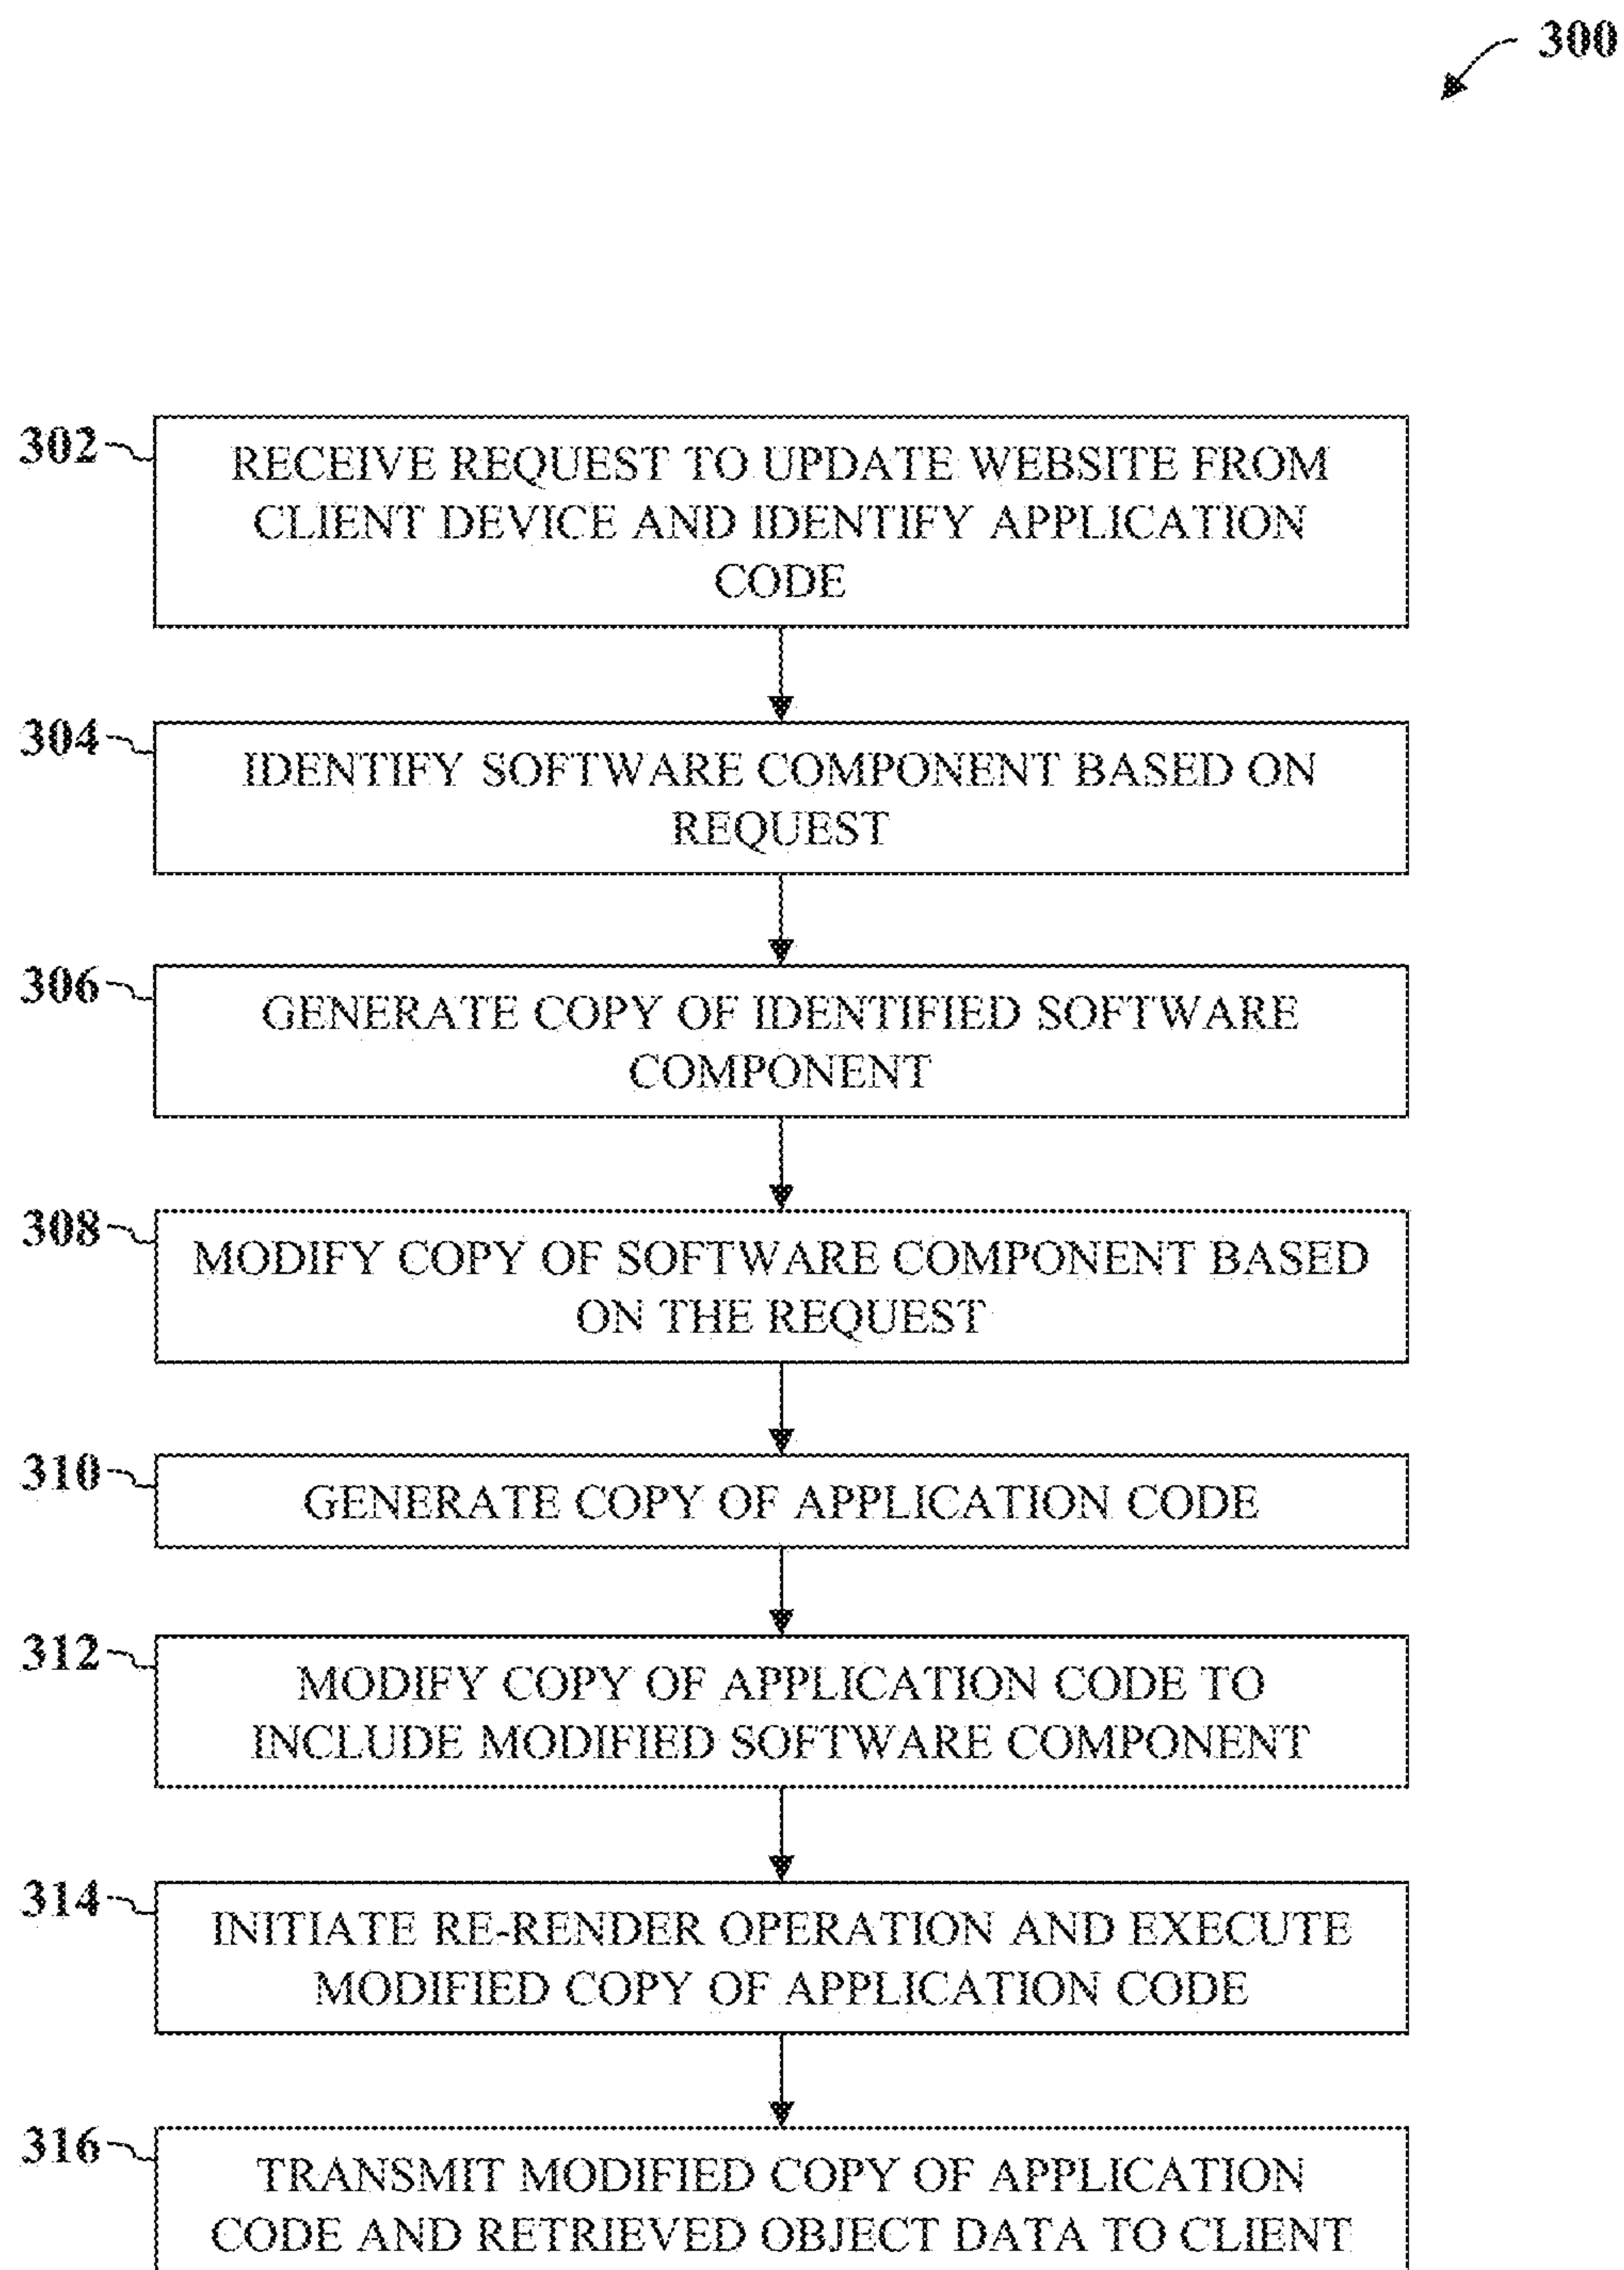 300
302
RECEIVE REQUEST TO UPDATE WEBSITE FROM
CLIENT DEVICE AND IDENTIFY APPLICATION
CODE
304
IDENTIFY SOFTWARE COMPONENT BASED ON
REQUEST
306
GENERATE COPY OF IDENTIFIED SOFTWARE
COMPONENT
308
MODIFY COPY OF SOFTWARE COMPONENT BASED
ON THE REQUEST
310
GENERATE COPY OF APPLICATION CODE
312
MODIFY COPY OF APPLICATION CODE TO
INCLUDE MODIFIED SOFTWARE COMPONENT
314
INITIATE RE-RENDER OPERATION AND EXECUTE
MODIFIED COPY OF APPLICATION CODE
316
TRANSMIT MODIFIED COPY OF APPLICATION
CODE AND RETRIEVED OBJECT DATA TO CLIENT